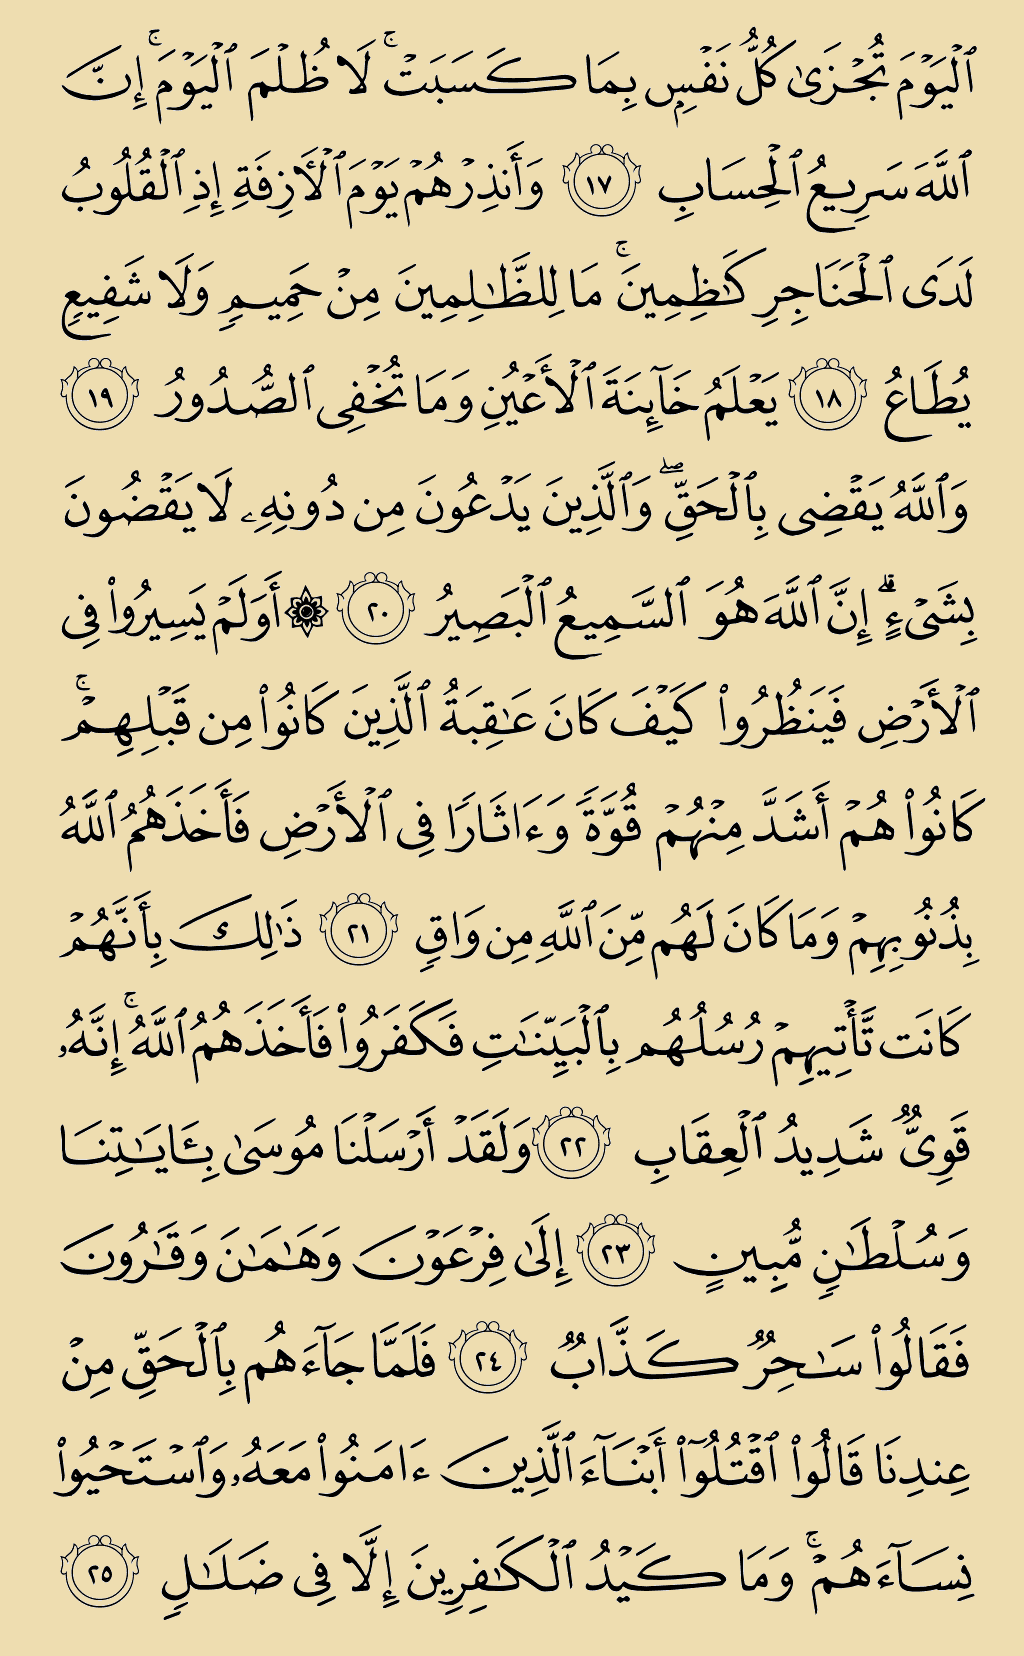 ٱلۡيَوۡمَ تُجۡزَىٰ كُلُّ نَفۡسِۭ بِمَا كَسَبَتۡۚ لَا ظُلۡمَ ٱلۡيَوۡمَۚ إِنَّ
ٱللَّهَ سَرِيعُ ٱلۡحِسَابِ ١٧ وَأَنذِرۡهُمۡ يَوۡمَ ٱلۡأٓزِفَةِ إِذِ ٱلۡقُلُوبُ
لَدَى ٱلۡحَنَاجِرِ كَٰظِمِينَۚ مَا لِلظَّٰلِمِينَ مِنۡ حَمِيمٖ وَلَا شَفِيعٖ
يُطَاعُ ١٨ يَعۡلَمُ خَآئِنَةَ ٱلۡأَعۡيُنِ وَمَا تُخۡفِي ٱلصُّدُورُ ١٩
وَٱللَّهُ يَقۡضِي بِٱلۡحَقِّۖ وَٱلَّذِينَ يَدۡعُونَ مِن دُونِهِۦ لَا يَقۡضُونَ
بِشَيۡءٍۗ إِنَّ ٱللَّهَ هُوَ ٱلسَّمِيعُ ٱلۡبَصِيرُ ٢٠ ۞ أَوَلَمۡ يَسِيرُواْ فِي
ٱلۡأَرۡضِ فَيَنظُرُواْ كَيۡفَ كَانَ عَٰقِبَةُ ٱلَّذِينَ كَانُواْ مِن قَبۡلِهِمۡۚ
كَانُواْ هُمۡ أَشَدَّ مِنۡهُمۡ قُوَّةٗ وَءَاثَارٗا فِي ٱلۡأَرۡضِ فَأَخَذَهُمُ ٱللَّهُ
بِذُنُوبِهِمۡ وَمَا كَانَ لَهُم مِّنَ ٱللَّهِ مِن وَاقٖ ٢١ ذَٰلِكَ بِأَنَّهُمۡ
كَانَت تَّأۡتِيهِمۡ رُسُلُهُم بِٱلۡبَيِّنَٰتِ فَكَفَرُواْ فَأَخَذَهُمُ ٱللَّهُۚ إِنَّهُۥ
قَوِيّٞ شَدِيدُ ٱلۡعِقَابِ ٢٢ وَلَقَدۡ أَرۡسَلۡنَا مُوسَىٰ بِـَٔايَٰتِنَا
وَسُلۡطَٰنٖ مُّبِينٍ ٢٣ إِلَىٰ فِرۡعَوۡنَ وَهَٰمَٰنَ وَقَٰرُونَ
فَقَالُواْ سَٰحِرٞ كَذَّابٞ ٢٤ فَلَمَّا جَآءَهُم بِٱلۡحَقِّ مِنۡ
عِندِنَا قَالُواْ ٱقۡتُلُوٓاْ أَبۡنَآءَ ٱلَّذِينَ ءَامَنُواْ مَعَهُۥ وَٱسۡتَحۡيُواْ
نِسَآءَهُمۡۚ وَمَا كَيۡدُ ٱلۡكَٰفِرِينَ إِلَّا فِي ضَلَٰلٖ ٢٥